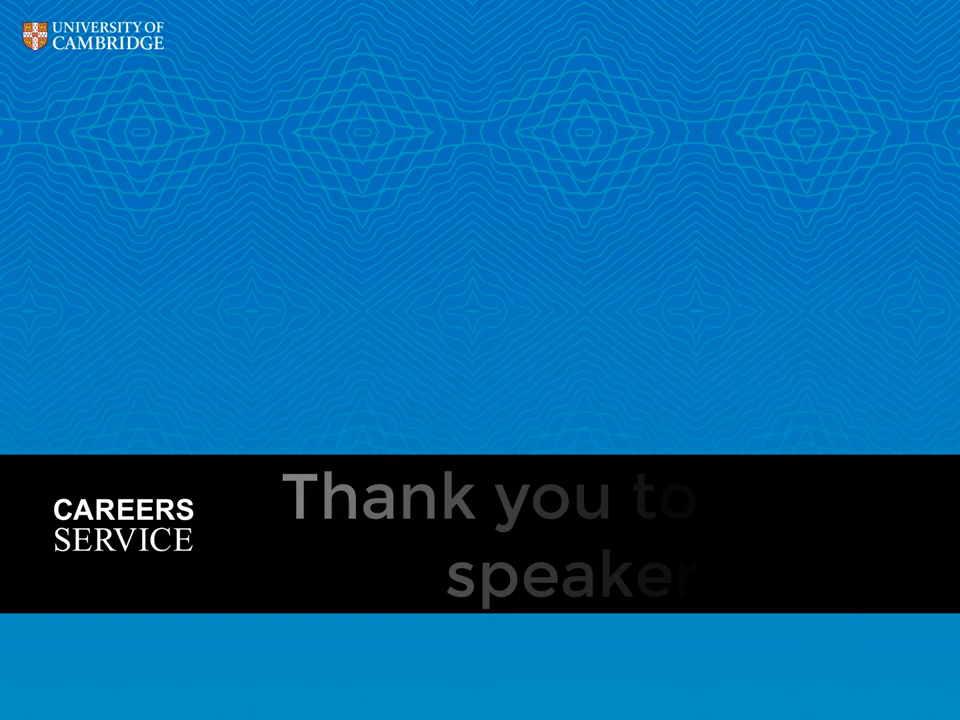 UNIVERSITY OF
CAMBRIDGE
Thank you to
CAREERS
SERVICE
speaker